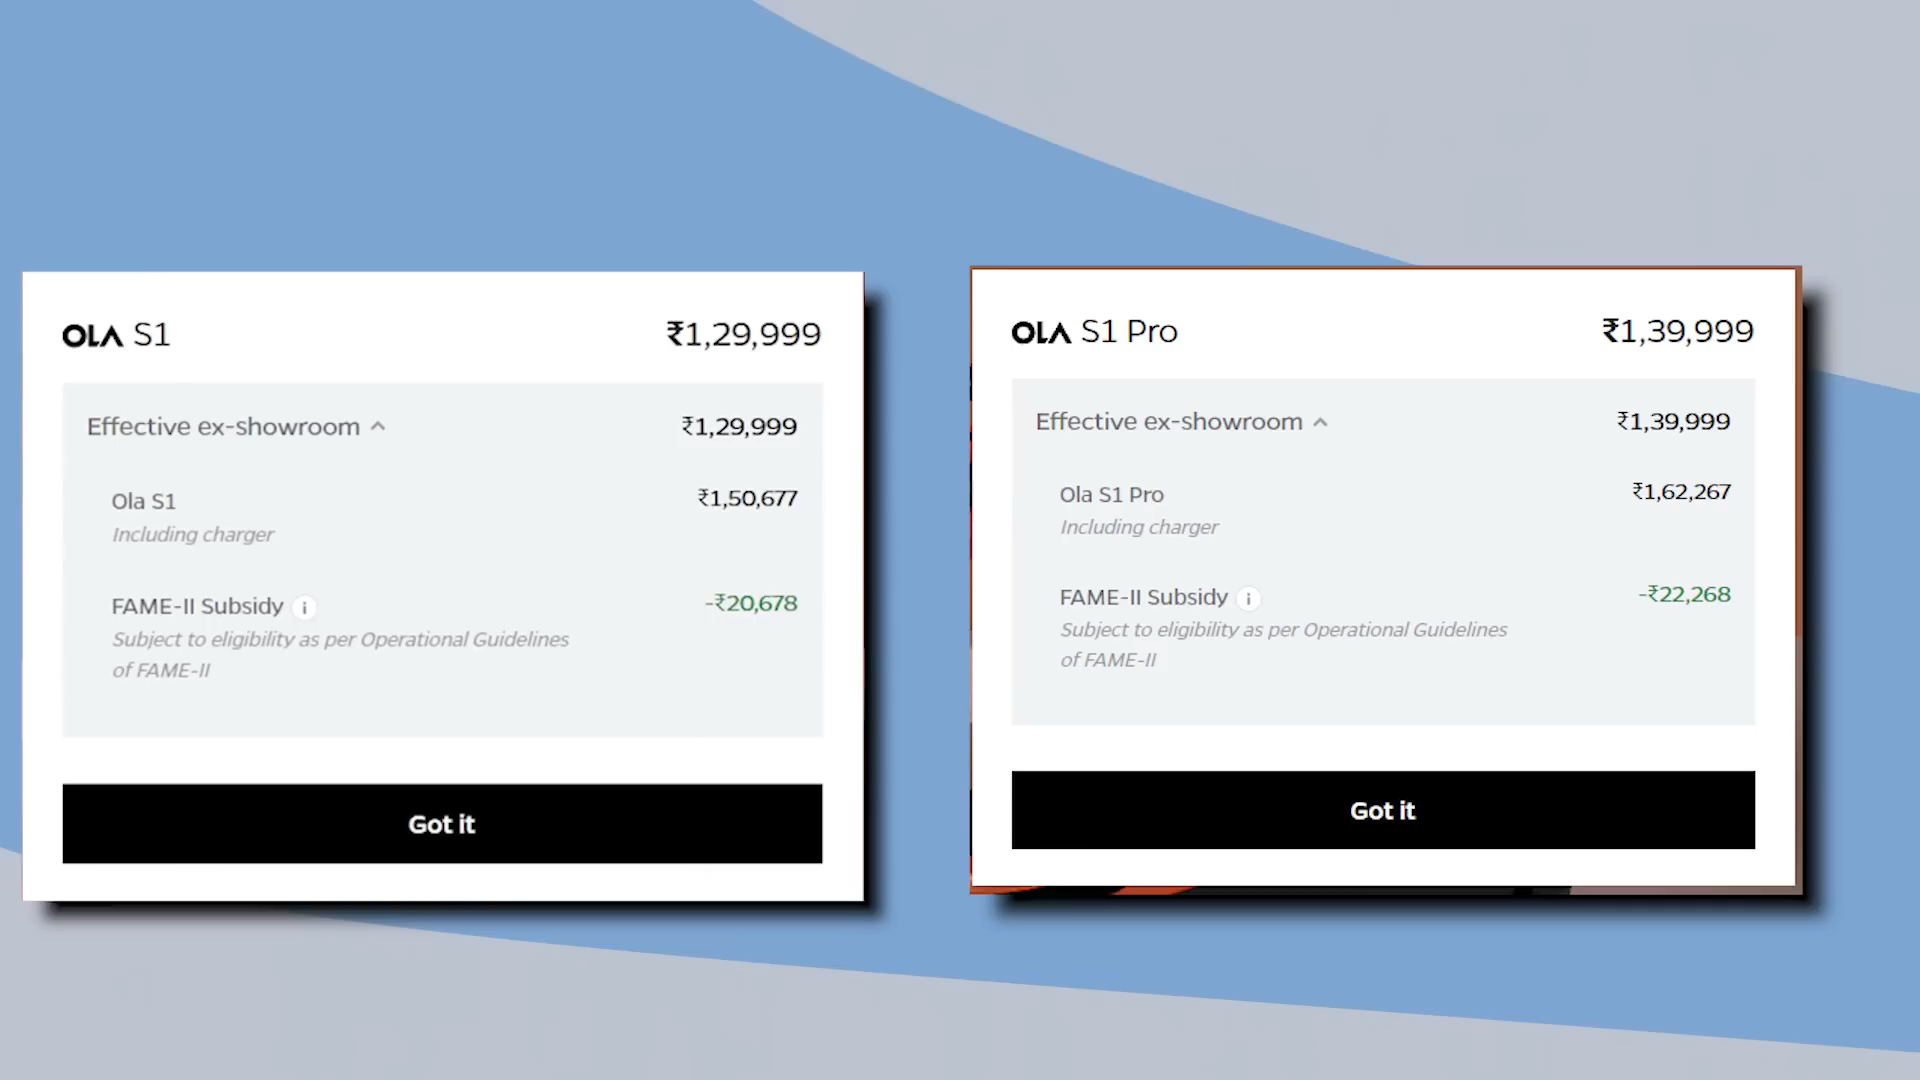 OLA S1 ₹1,29,999
Effective ex-showroom ₹1,29,999
Ola S1 ₹1,50,677
Including charger
FAME-II Subsidy i -₹20,678
Subject to eligibility as per Operational Guidelines
of FAME-II
Got it
OLA S1 Pro ₹1,39,999
Effective ex-showroom ₹1,39,999
Ola S1 Pro ₹1,62,267
Including charger
FAME-II Subsidy i -₹22,268
Subject to eligibility as per Operational Guidelines
of FAME-II
Got it